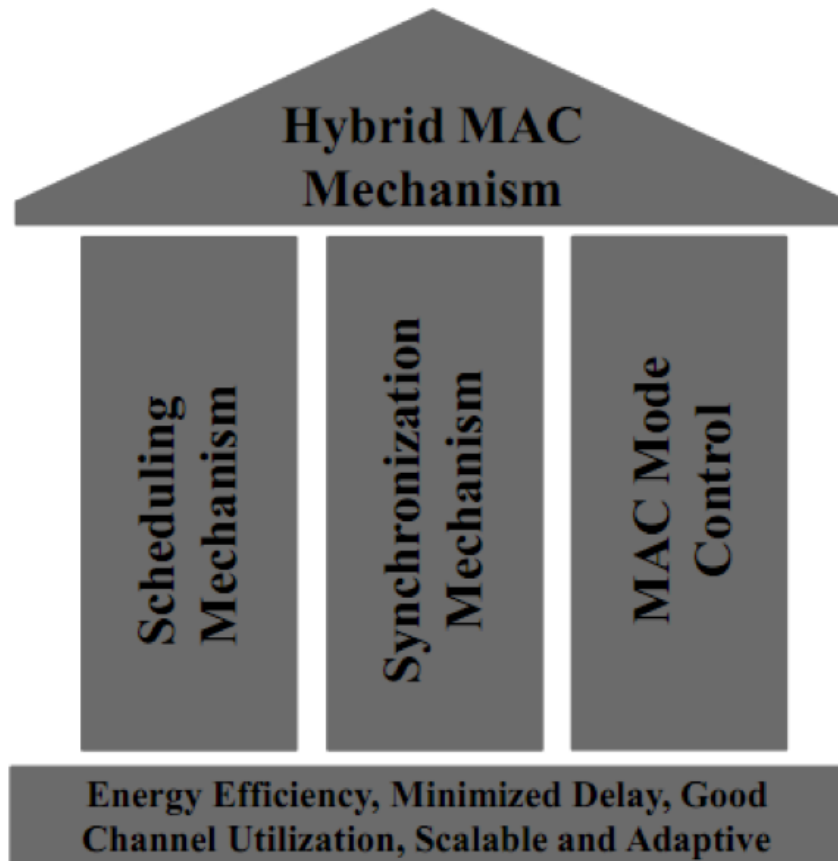 Hybrid MAC
Mechanism
Scheduling
Mechanism
Synchronization
Mechanism
MAC Mode
Control
Energy Efficiency, Minimized Delay, Good
Channel Utilization, Scalable and Adaptive